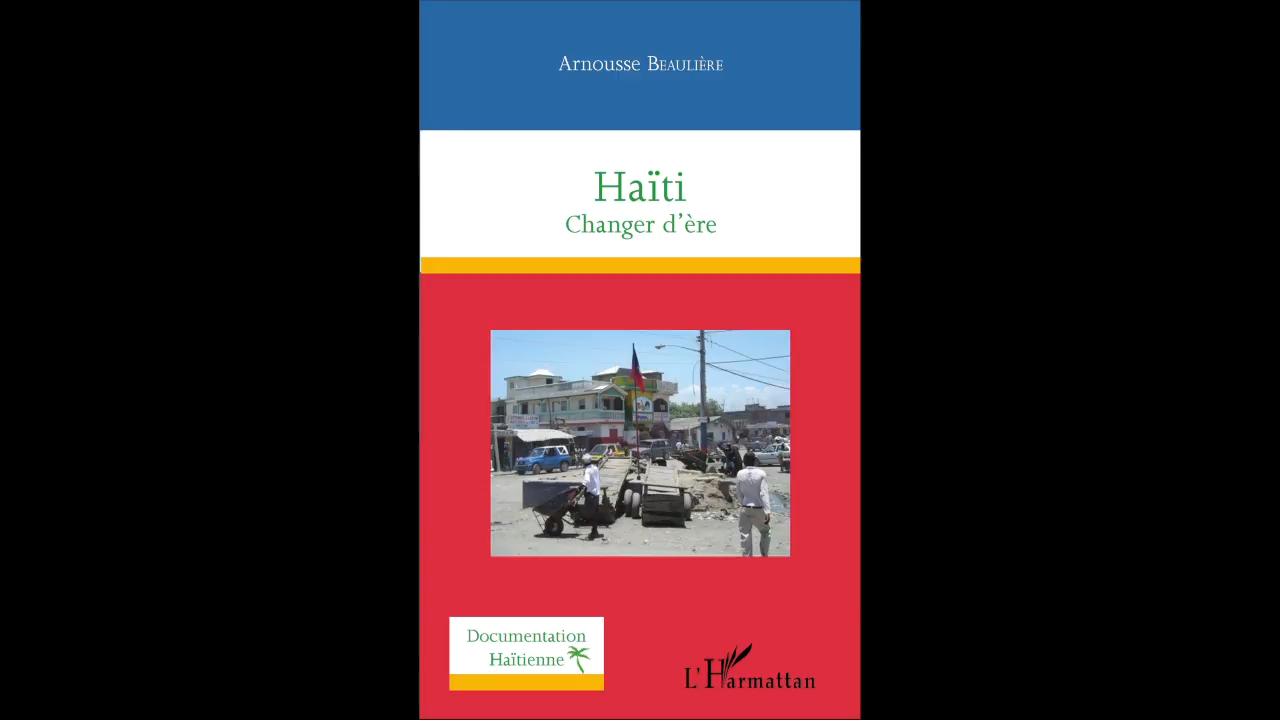 Arnousse BEAULIÈRE
Haïti
Changer d'ère
Documentation
Haïtienne
L'Harmattan